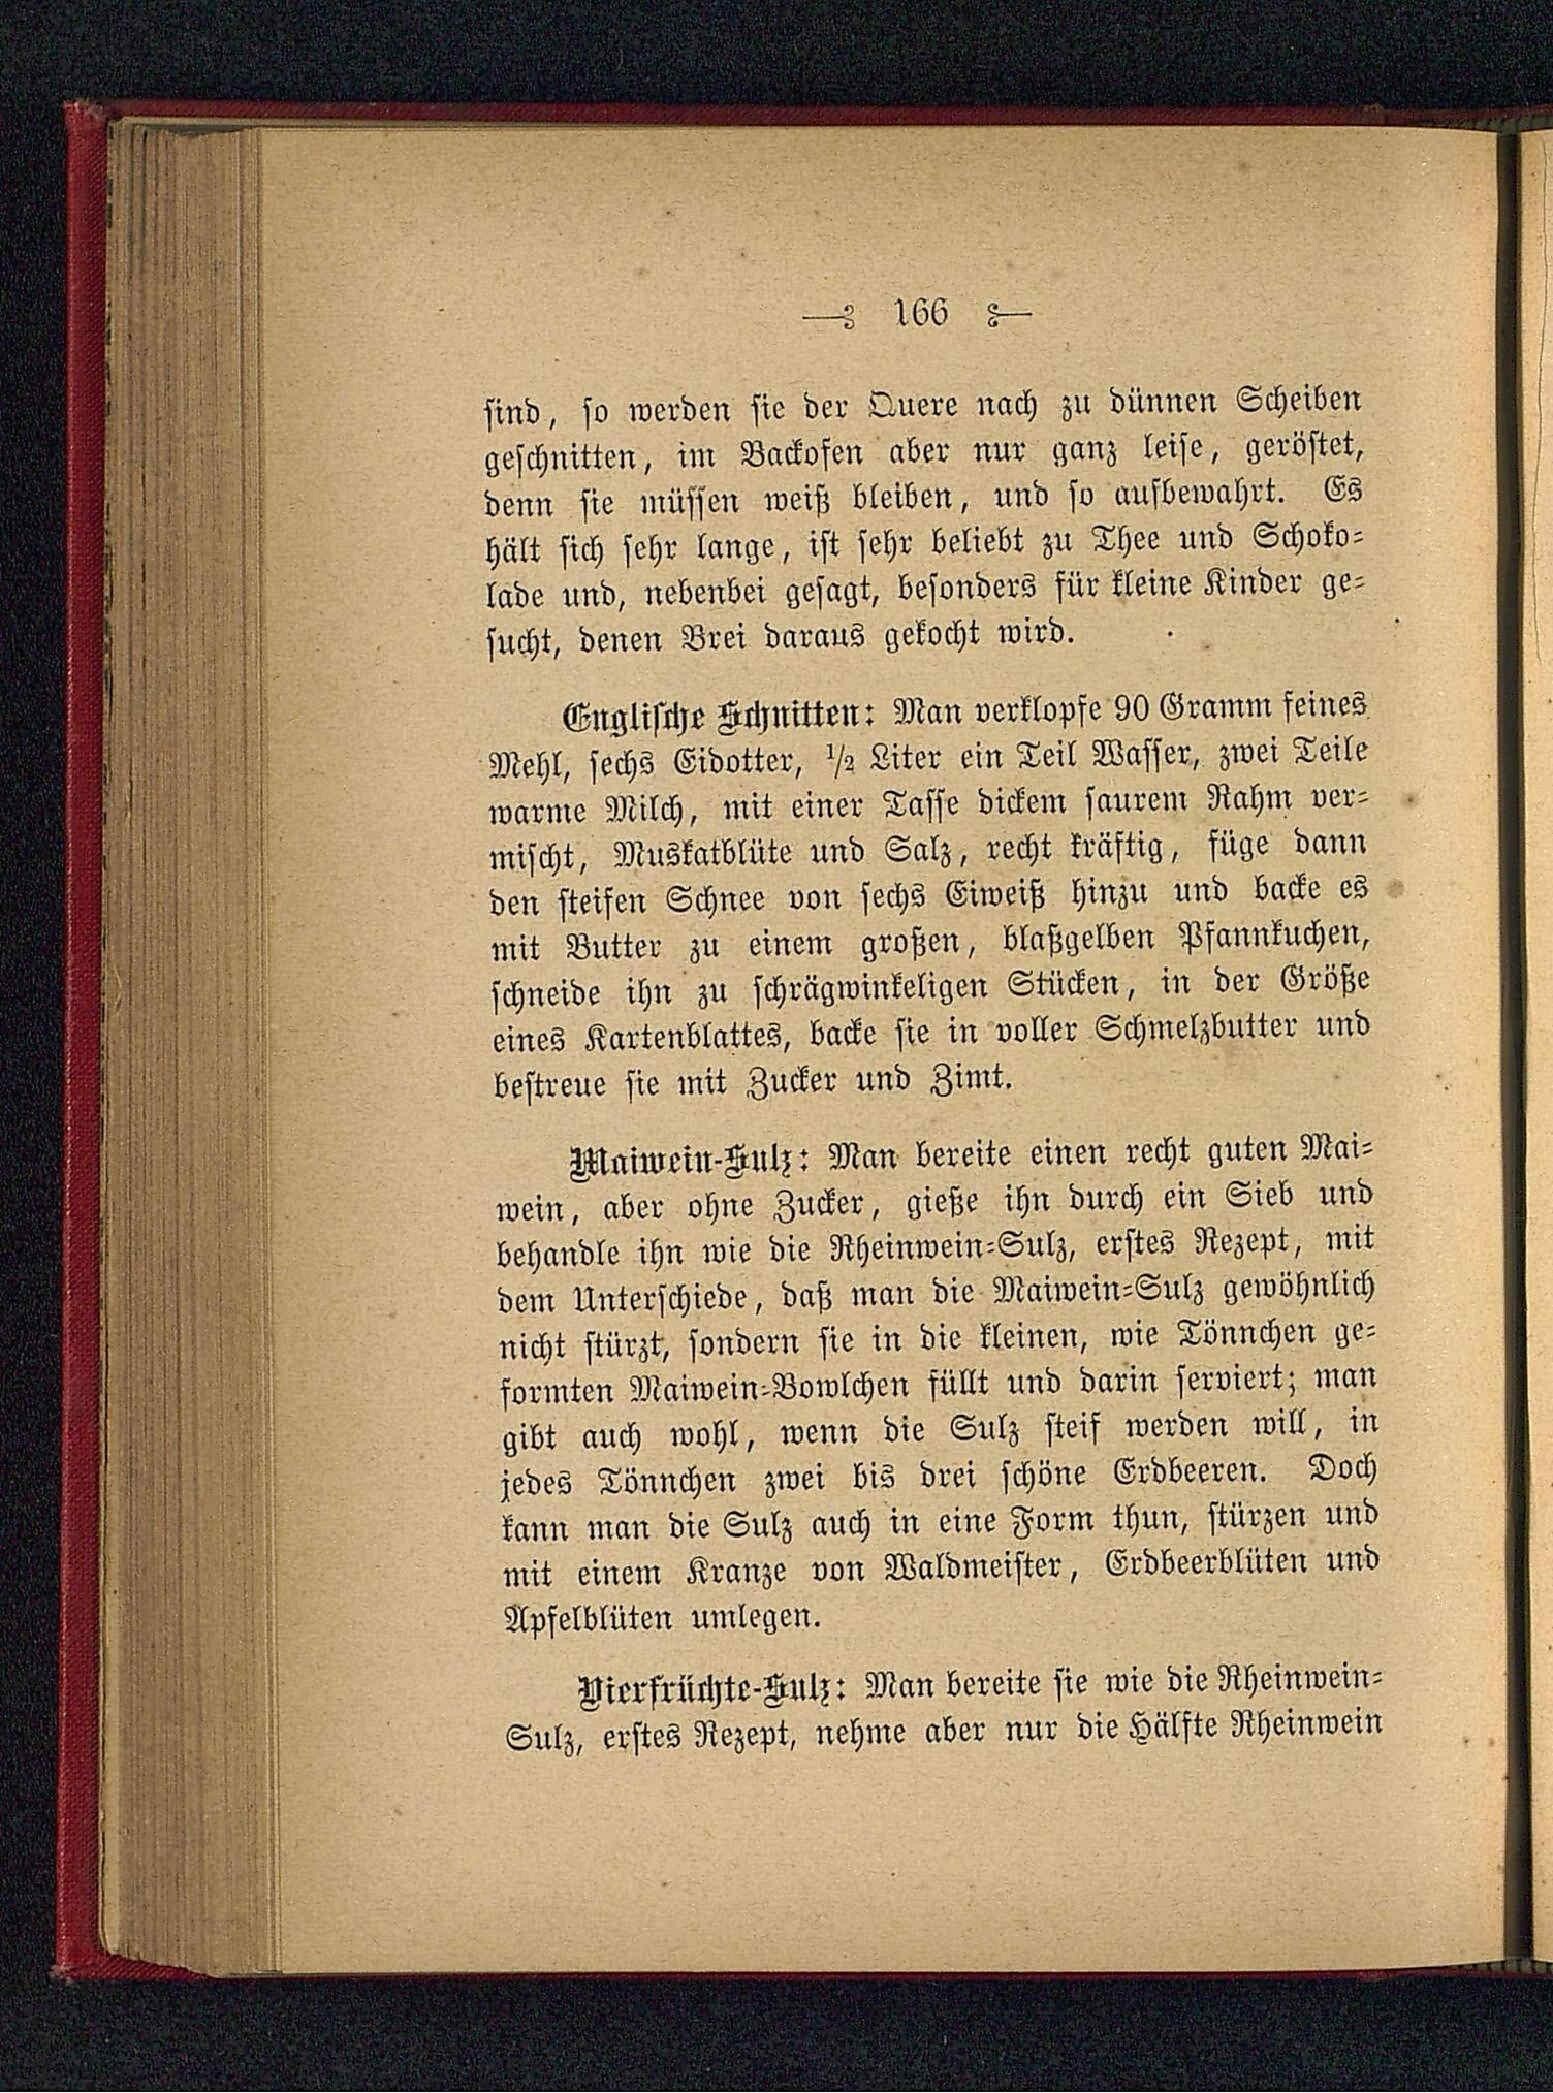 166
sind, so werden sie der Quere nach zu dünnen Scheiben
geschnitten, im Backofen aber nur ganz leise, geröstet,
denn sie müssen weiß bleiben, und so aufbewahrt. Es
hält sich sehr lange, ist sehr beliebt zu Thee und Schoko-
lade und, nebenbei gesagt, besonders für kleine Kinder ge-
sucht, denen Brei daraus gekocht wird.
Englische Schnitten: Man verklopfe 90 Gramm feines
Mehl, sechs Eidotter, ½ Liter ein Teil Wasser, zwei Teile
warme Milch, mit einer Tasse dickem saurem Rahm ver-
mischt, Muskatblüte und Salz, recht kräftig, füge dann
den steifen Schnee von sechs Eiweiß hinzu und backe es
mit Butter zu einem großen, blaßgelben Pfannkuchen,
schneide ihn zu schrägwinkeligen Stücken, in der Größe
eines Kartenblattes, backe sie in voller Schmelzbutter und
bestreue sie mit Zucker und Zimt.
Maiwein-Sulz: Man bereite einen recht guten Mai-
wein, aber ohne Zucker, gieße ihn durch ein Sieb und
behandle ihn wie die Rheinwein-Sulz, erstes Rezept, mit
dem Unterschiede, daß man die Maiwein-Sulz gewöhnlich
nicht stürzt, sondern sie in die kleinen, wie Tönnchen ge-
formten Maiwein-Bowlchen füllt und darin serviert; man
gibt auch wohl, wenn die Sulz steif werden will, in
jedes Tönnchen zwei bis drei schöne Erdbeeren. Doch
kann man die Sulz auch in eine Form thun, stürzen und
mit einem Kranze von Waldmeister, Erdbeerblüten und
Apfelblüten umlegen.
Vierfrüchte-Sulz: Man bereite sie wie die Rheinwein-
Sulz, erstes Rezept, nehme aber nur die Hälfte Rheinwein